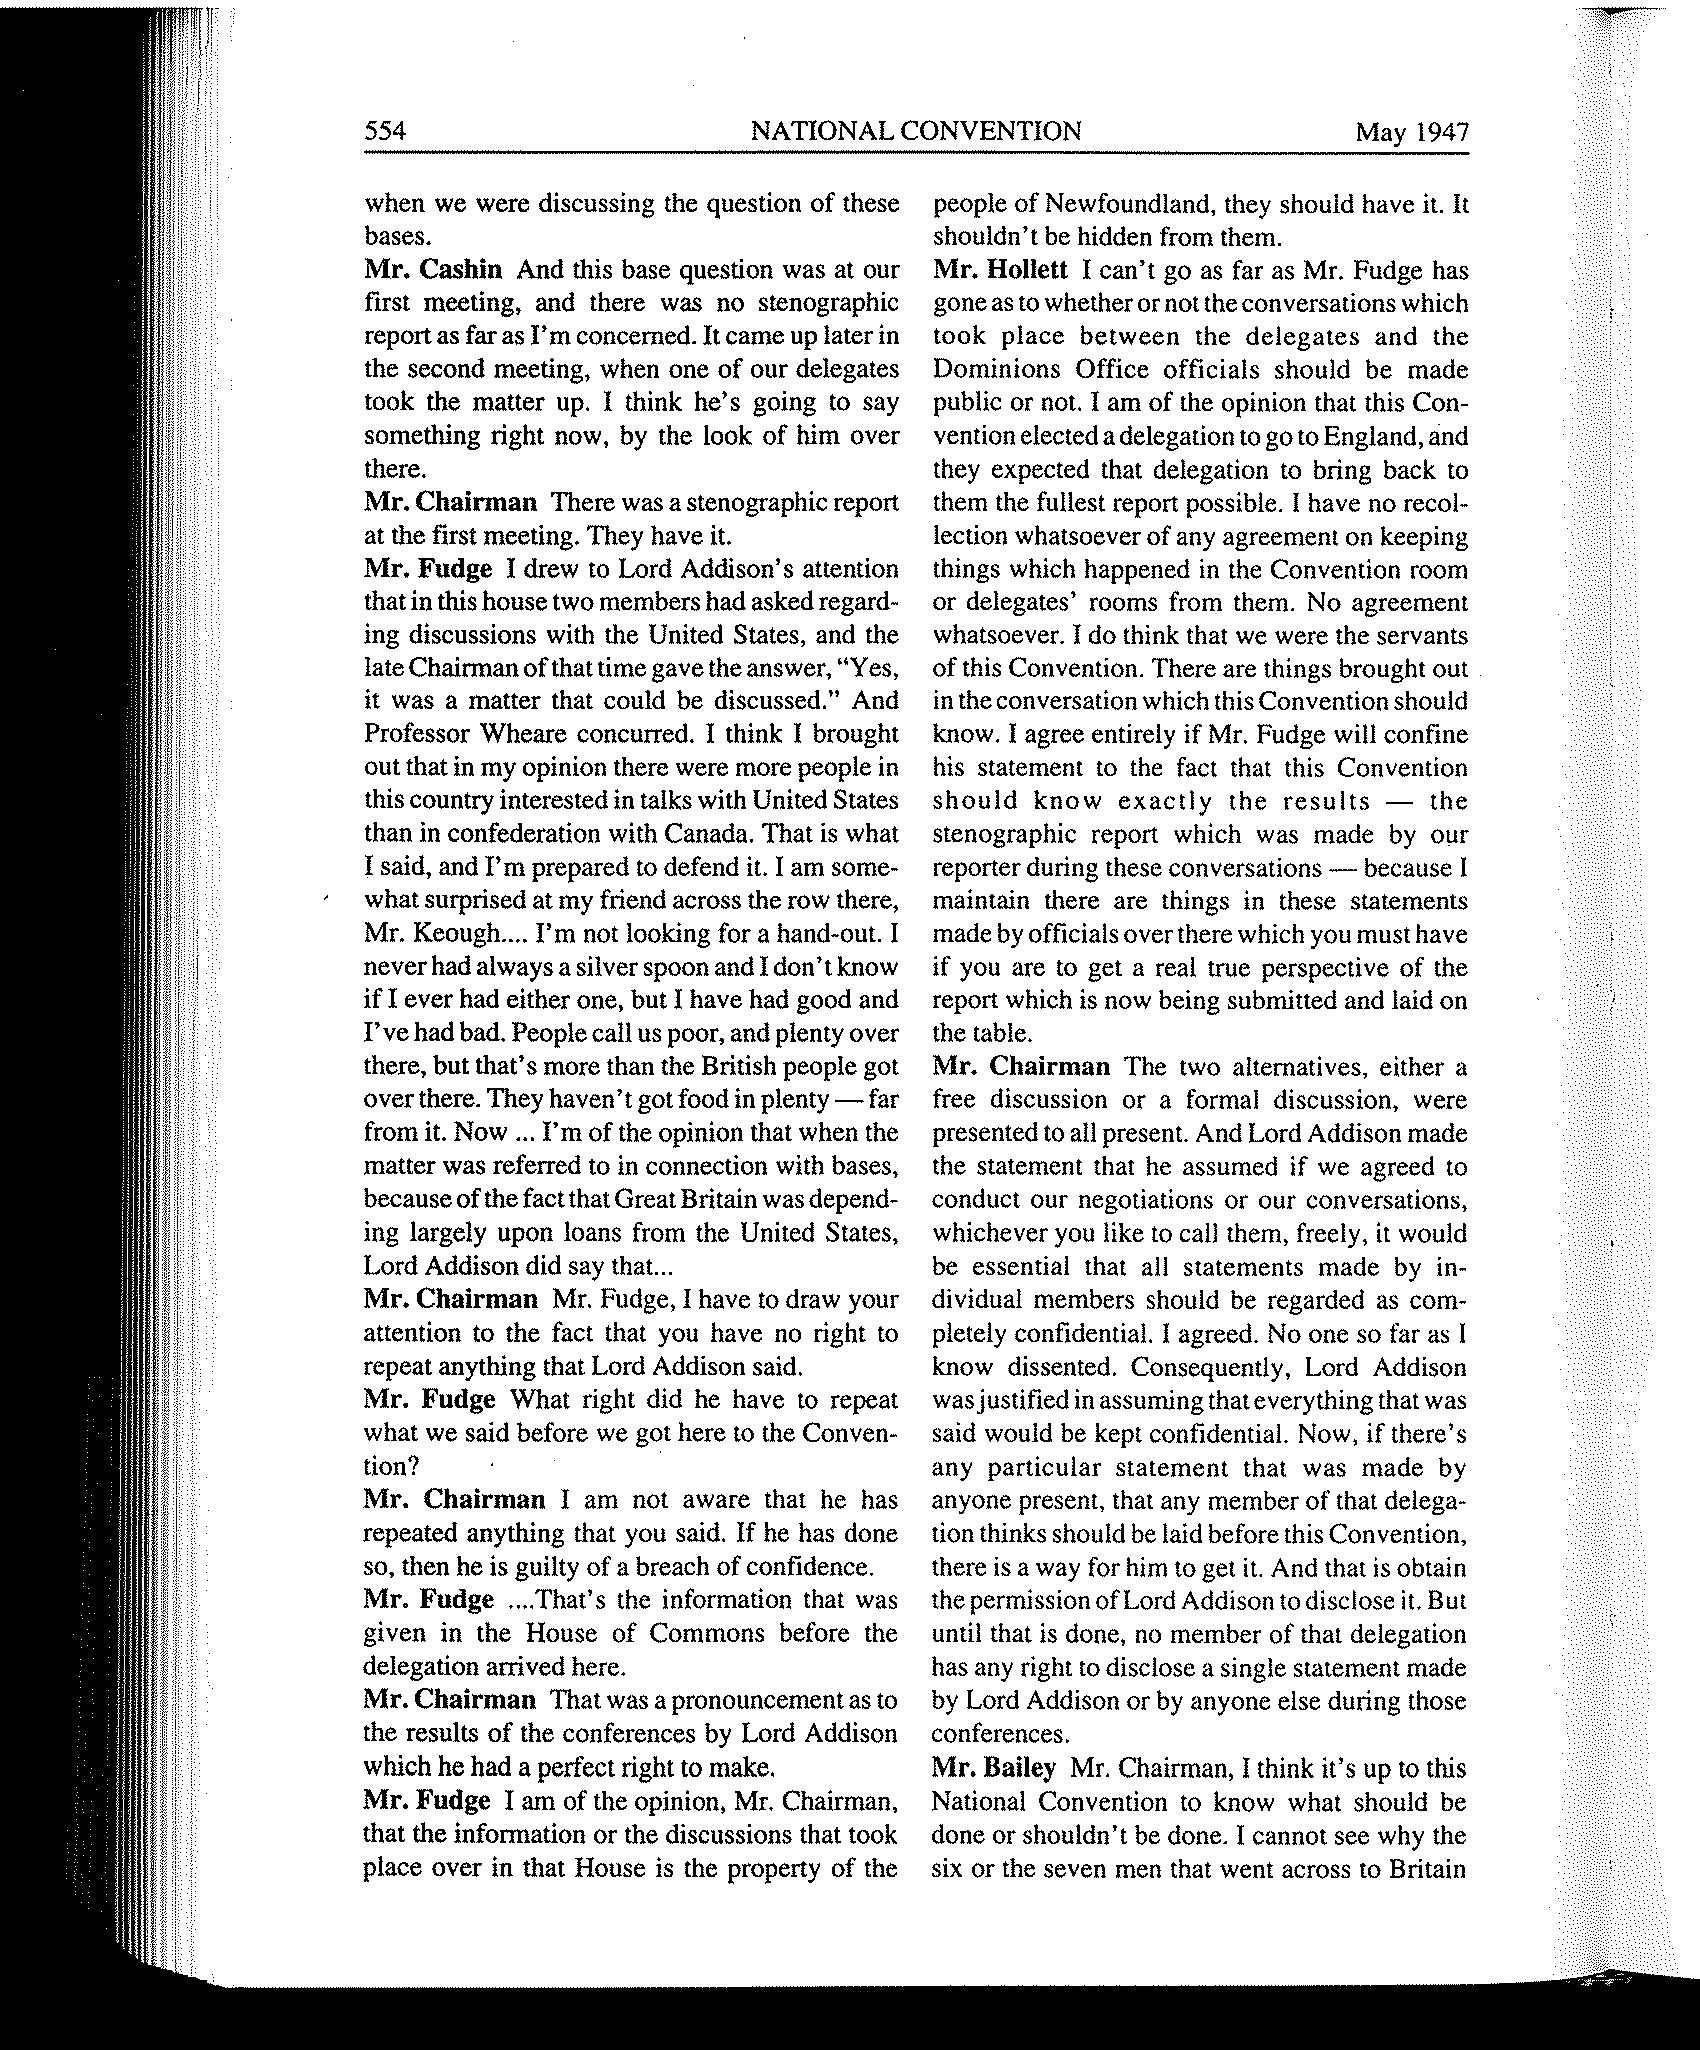 554 NATIONAL CONVENTION May 1947
when we were discussing the question of these
bases.
Mr. Cashin And this base question was at our
first meeting, and there was no stenographic
report as far as I'm concerned. It came up later in
the second meeting, when one of our delegates
took the matter up. I think he's going to say
something right now, by the look of him over
there.
Mr. Chairman There was a stenographic report
at the first meeting. They have it.
Mr. Fudge I drew to Lord Addison's attention
that in this house two members had asked regard-
ing discussions with the United States, and the
late Chairman of that time gave the answer, "Yes,
it was a matter that could be discussed." And
Professor Wheare concurred. I think I brought
out that in my opinion there were more people in
this country interested in talks with United States
than in confederation with Canada. That is what
I said, and I'm prepared to defend it. I am some-
what surprised at my friend across the row there,
Mr. Keough.... I'm not looking for a hand-out. I
never had always a silver spoon and I don't know
if I ever had either one, but I have had good and
I've had bad. People call us poor, and plenty over
there, but that's more than the British people got
over there. They haven't got food in plenty — far
from it. Now ... I'm of the opinion that when the
matter was referred to in connection with bases,
because of the fact that Great Britain was depend-
ing largely upon loans from the United States,
Lord Addison did say that...
Mr. Chairman Mr. Fudge, I have to draw your
attention to the fact that you have no right to
repeat anything that Lord Addison said.
Mr. Fudge What right did he have to repeat
what we said before we got here to the Conven-
tion?
Mr. Chairman I am not aware that he has
repeated anything that you said. If he has done
so, then he is guilty of a breach of confidence.
Mr. Fudge ....That's the information that was
given in the House of Commons before the
delegation arrived here.
Mr. Chairman That was a pronouncement as to
the results of the conferences by Lord Addison
which he had a perfect right to make.
Mr. Fudge I am of the opinion, Mr. Chairman,
that the information or the discussions that took
place over in that House is the property of the
people of Newfoundland, they should have it. It
shouldn't be hidden from them.
Mr. Hollett I can't go as far as Mr. Fudge has
gone as to whether or not the conversations which
took place between the delegates and the
Dominions Office officials should be made
public or not. I am of the opinion that this Con-
vention elected a delegation to go to England, and
they expected that delegation to bring back to
them the fullest report possible. I have no recol-
lection whatsoever of any agreement on keeping
things which happened in the Convention room
or delegates' rooms from them. No agreement
whatsoever. I do think that we were the servants
of this Convention. There are things brought out
in the conversation which this Convention should
know. I agree entirely if Mr. Fudge will confine
his statement to the fact that this Convention
should know exactly the results — the
stenographic report which was made by our
reporter during these conversations — because I
maintain there are things in these statements
made by officials over there which you must have
if you are to get a real true perspective of the
report which is now being submitted and laid on
the table.
Mr. Chairman The two alternatives, either a
free discussion or a formal discussion, were
presented to all present. And Lord Addison made
the statement that he assumed if we agreed to
conduct our negotiations or our conversations,
whichever you like to call them, freely, it would
be essential that all statements made by in-
dividual members should be regarded as com-
pletely confidential. I agreed. No one so far as I
know dissented. Consequently, Lord Addison
was justified in assuming that everything that was
said would be kept confidential. Now, if there's
any particular statement that was made by
anyone present, that any member of that delega-
tion thinks should be laid before this Convention,
there is a way for him to get it. And that is obtain
the permission of Lord Addison to disclose it. But
until that is done, no member of that delegation
has any right to disclose a single statement made
by Lord Addison or by anyone else during those
conferences.
Mr. Bailey Mr. Chairman, I think it's up to this
National Convention to know what should be
done or shouldn't be done. I cannot see why the
six or the seven men that went across to Britain